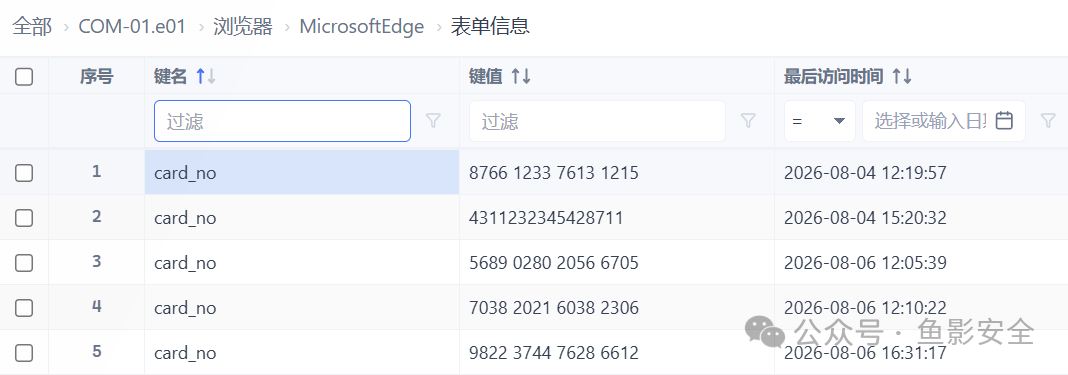 全部 › COM-01.e01 › 浏览器 › MicrosoftEdge › 表单信息
序号 键名 ↑↓ 键值 ↑↓ 最后访问时间 ↑↓
过滤 过滤 = 选择或输入日
1 card_no 8766 1233 7613 1215 2026-08-04 12:19:57
2 card_no 4311232345428711 2026-08-04 15:20:32
3 card_no 5689 0280 2056 6705 2026-08-06 12:05:39
4 card_no 7038 2021 6038 2306 2026-08-06 12:10:22
公众号 · 鱼影安全
5 card_no 9822 3744 7628 6612 2026-08-06 16:31:17